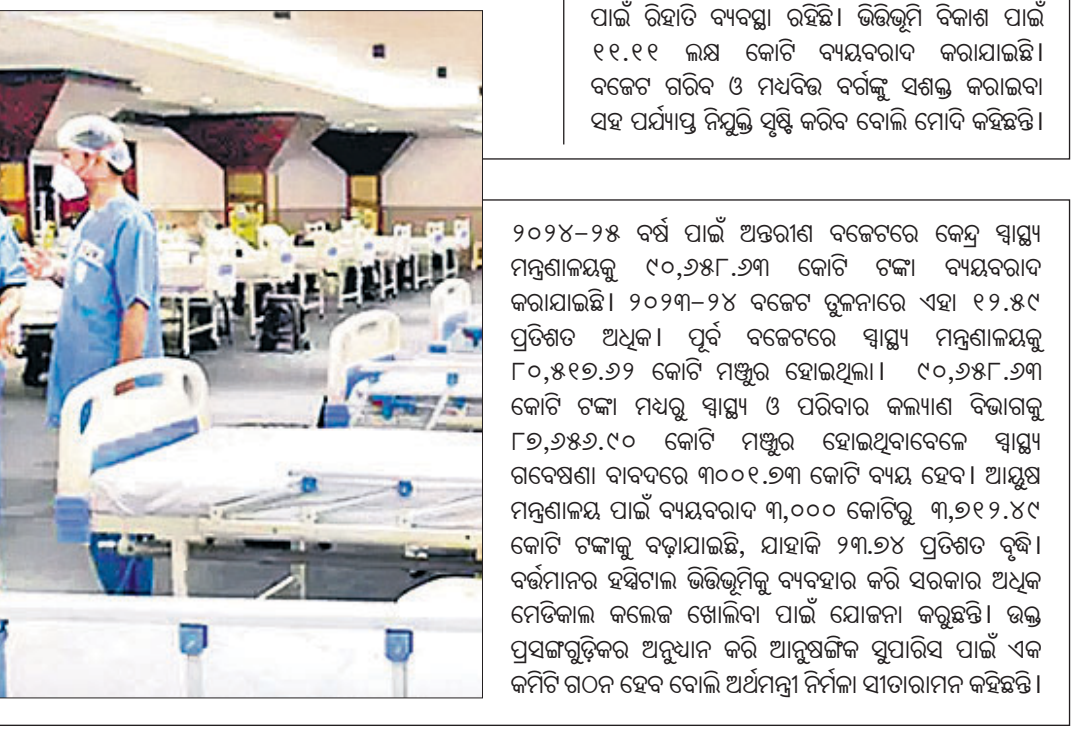 ପାଇଁ ରିହାତି ବ୍ୟବସ୍ଥା ରହିଛି। ଭିତ୍ତିଭୂମି ବିକାଶ ପାଇଁ
୧୧.୧୧ ଲକ୍ଷ କୋଟି ବ୍ୟୟବରାଦ କରାଯାଇଛି।
ବଜେଟ ଗରିବ ଓ ମଧ୍ୟବିତ୍ତ ବର୍ଗଙ୍କୁ ସଶକ୍ତ କରାଇବା
ସହ ପର୍ଯ୍ୟାପ୍ତ ନିଯୁକ୍ତି ସୃଷ୍ଟି କରିବ ବୋଲି ମୋଦି କହିଛନ୍ତି।
୨୦୨୪–୨୫ ବର୍ଷ ପାଇଁ ଅନ୍ତରୀଣ ବଜେଟରେ କେନ୍ଦ୍ର ସ୍ୱାସ୍ଥ୍ୟ
ମନ୍ତ୍ରଣାଳୟକୁ ୯୦,୬୫୮.୬୩ କୋଟି ଟଙ୍କା ବ୍ୟୟବରାଦ
କରାଯାଇଛି। ୨୦୨୩–୨୪ ବଜେଟ ତୁଳନାରେ ଏହା ୧୨.୫୯
ପ୍ରତିଶତ ଅଧିକ। ପୂର୍ବ ବଜେଟରେ ସ୍ୱାସ୍ଥ୍ୟ ମନ୍ତ୍ରଣାଳୟକୁ
୮୦,୫୧୭.୬୨ କୋଟି ମଞ୍ଜୁର ହୋଇଥିଲା। ୯୦,୬୫୮.୬୩
କୋଟି ଟଙ୍କା ମଧ୍ୟରୁ ସ୍ୱାସ୍ଥ୍ୟ ଓ ପରିବାର କଲ୍ୟାଣ ବିଭାଗକୁ
୮୭,୬୫୬.୯୦ କୋଟି ମଞ୍ଜୁର ହୋଇଥିବାବେଳେ ସ୍ୱାସ୍ଥ୍ୟ
ଗବେଷଣା ବାବଦରେ ୩୦୦୧.୭୩ କୋଟି ବ୍ୟୟ ହେବ। ଆୟୁଷ
ମନ୍ତ୍ରଣାଳୟ ପାଇଁ ବ୍ୟୟବରାଦ ୩,୦୦୦ କୋଟିରୁ ୩,୭୧୨.୪୯
କୋଟି ଟଙ୍କାକୁ ବଢ଼ାଯାଇଛି, ଯାହାକି ୨୩.୭୪ ପ୍ରତିଶତ ବୃଦ୍ଧି।
ବର୍ତ୍ତମାନର ହସ୍ପିଟାଲ ଭିତ୍ତିଭୂମିକୁ ବ୍ୟବହାର କରି ସରକାର ଅଧିକ
ମେଡିକାଲ କଲେଜ ଖୋଲିବା ପାଇଁ ଯୋଜନା କରୁଛନ୍ତି। ଉକ୍ତ
ପ୍ରସଙ୍ଗଗୁଡ଼ିକର ଅନୁଧ୍ୟାନ କରି ଆନୁଷଙ୍ଗିକ ସୁପାରିସ ପାଇଁ ଏକ
କମିଟି ଗଠନ ହେବ ବୋଲି ଅର୍ଥମନ୍ତ୍ରୀ ନିର୍ମଳା ସୀତାରାମନ କହିଛନ୍ତି।